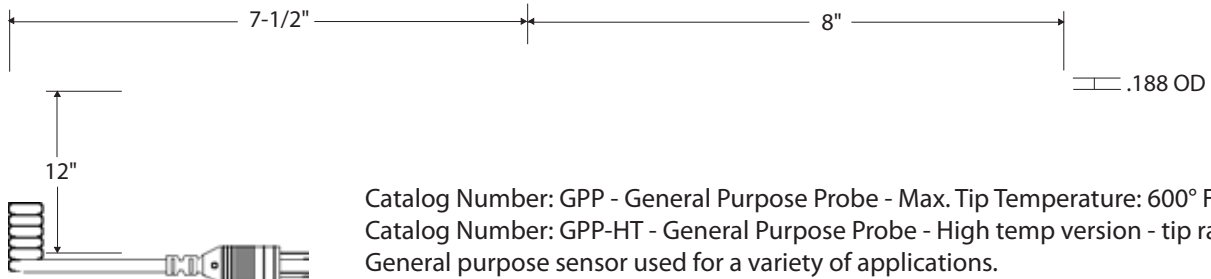 7-1/2" 8"
.188 OD
12"
Catalog Number: GPP - General Purpose Probe - Max. Tip Temperature: 600° F
Catalog Number: GPP-HT - General Purpose Probe - High temp version - tip
General purpose sensor used for a variety of applications.